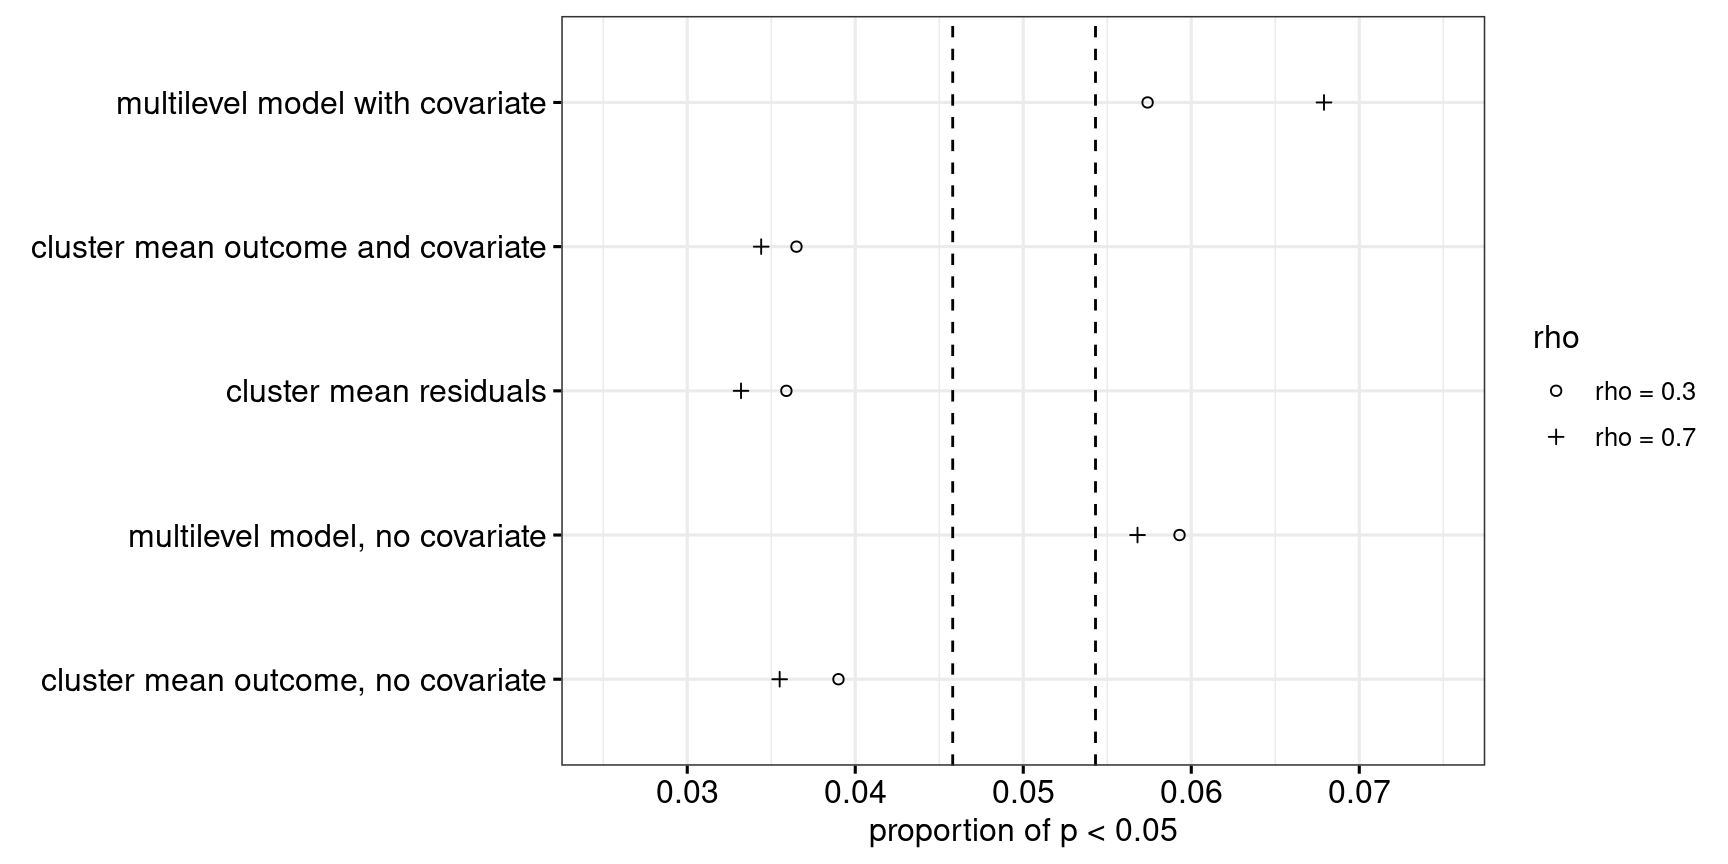 multilevel model with covariate
cluster mean outcome and covariate
cluster mean residuals
multilevel model, no covariate
cluster mean outcome, no covariate
0.03 0.04 0.05 0.06 0.07
proportion of p < 0.05
rho
rho = 0.3
rho = 0.7